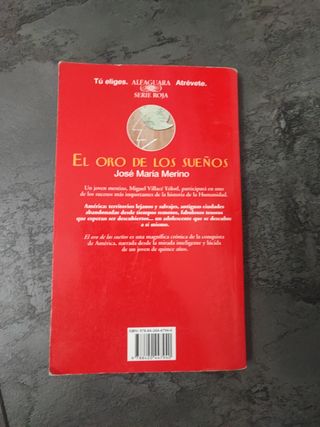 Tú eliges. ALFAGUARA Atrévete.
SERIE ROJA
EL ORO DE LOS SUEÑOS
José María Merino
Un joven mestizo, Miguel Villacé Yólotl, participará en uno
de los sucesos más importantes de la historia de la Humanidad.
América: territorios lejanos y salvajes, antiguas ciudades
abandonadas desde tiempos remotos, fabulosos tesoros
que esperan ser descubiertos... un adolescente que se descubre
a sí mismo.
El oro de los sueños es una magnífica crónica de la conquista
de América, narrada desde la mirada inteligente y lúcida
de un joven de quince años.